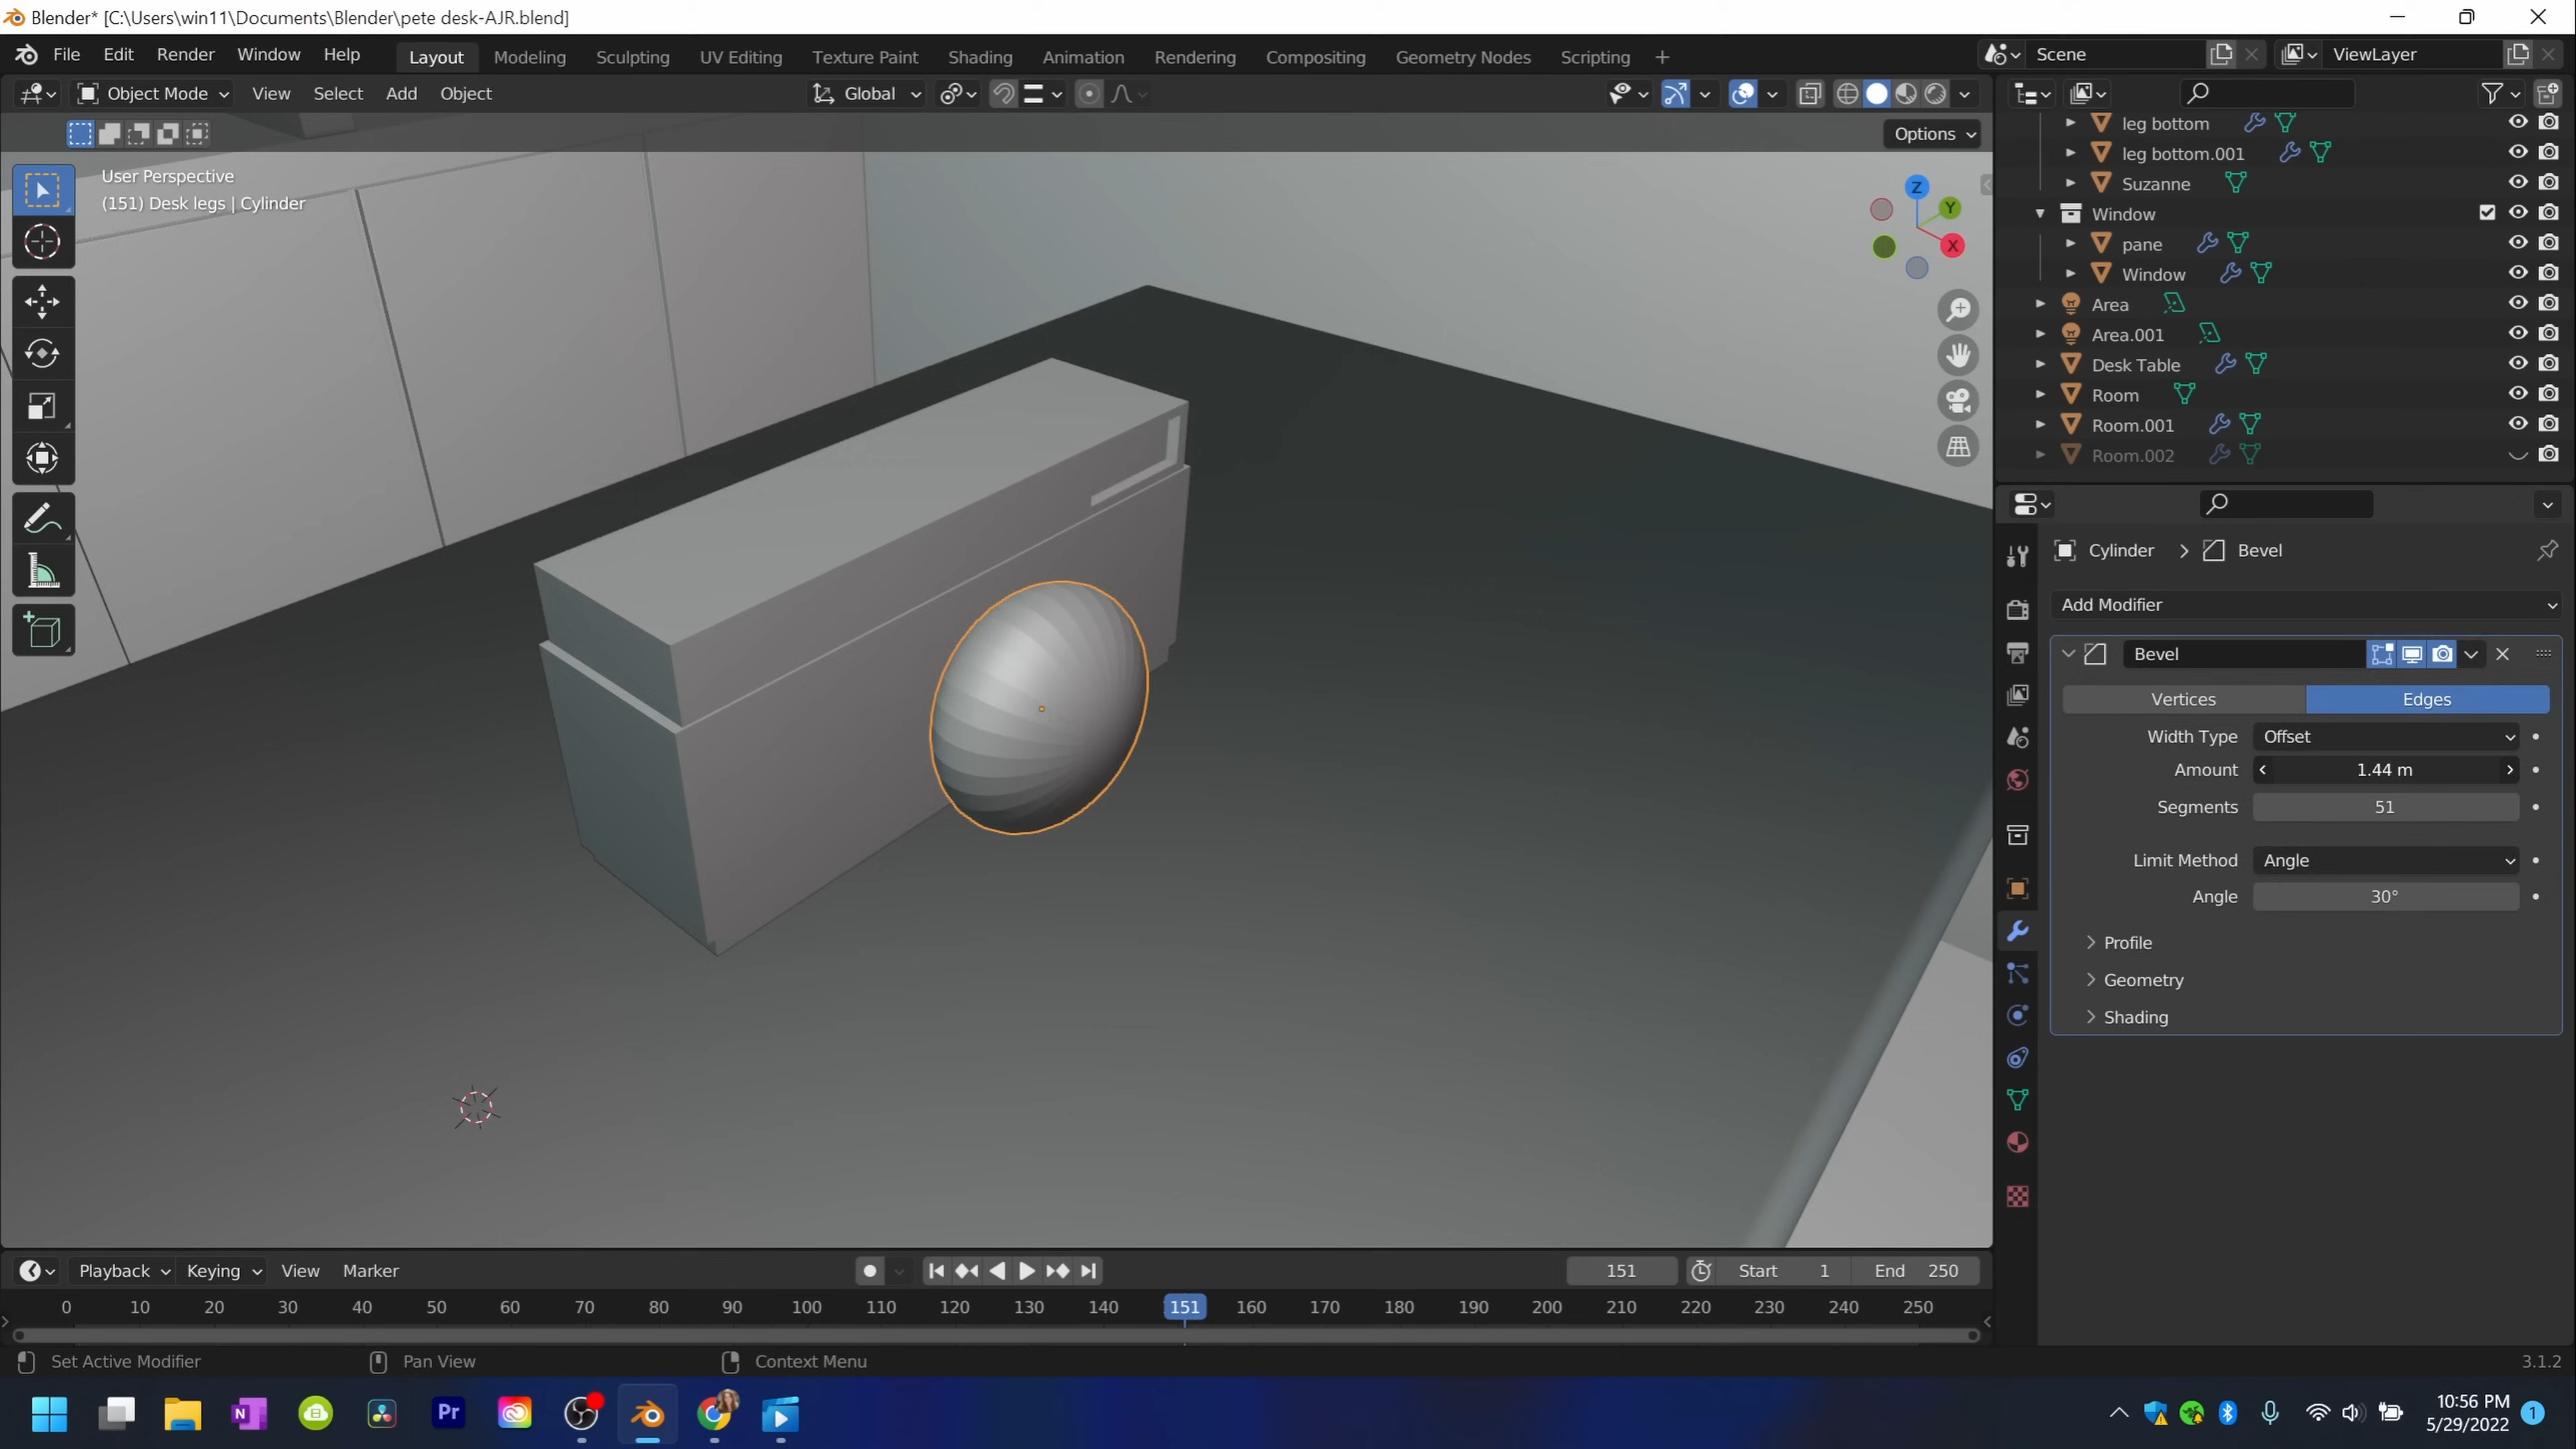 Blender* [C:\Users\win11\Documents\Blender\pete desk-AJR.blend]
File Edit Render Window Help Layout Modeling Sculpting UV Editing Texture Paint Shading Animation Rendering Compositing Geometry Nodes Scripting + Scene ViewLayer
Object Mode View Select Add Object Global
Options
User Perspective
(151) Desk legs | Cylinder
Z
Y
X
leg bottom
leg bottom.001
Suzanne
Window
pane
Window
Area
Area.001
Desk Table
Room
Room.001
Room.002
Cylinder > Bevel
Add Modifier
Bevel
Vertices Edges
Width Type Offset
Amount 1.44 m
Segments 51
Limit Method Angle
Angle 30°
Profile
Geometry
Shading
Playback Keying View Marker 151 Start 1 End 250
0 10 20 30 40 50 60 70 80 90 100 110 120 130 140 151 160 170 180 190 200 210 220 230 240 250
Set Active Modifier Pan View Context Menu 3.1.2
N Pr
10:56 PM
5/29/2022
1